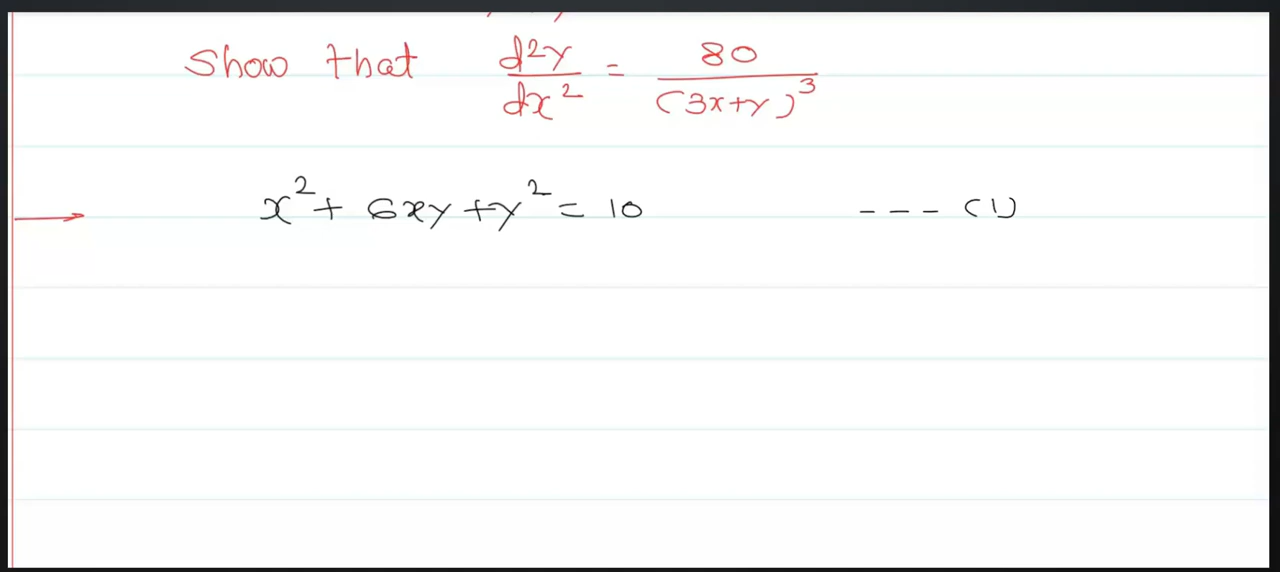 Show that d²y/dx² = 80/(3x+y)³
x² + 6xy + y² = 10 --- (1)